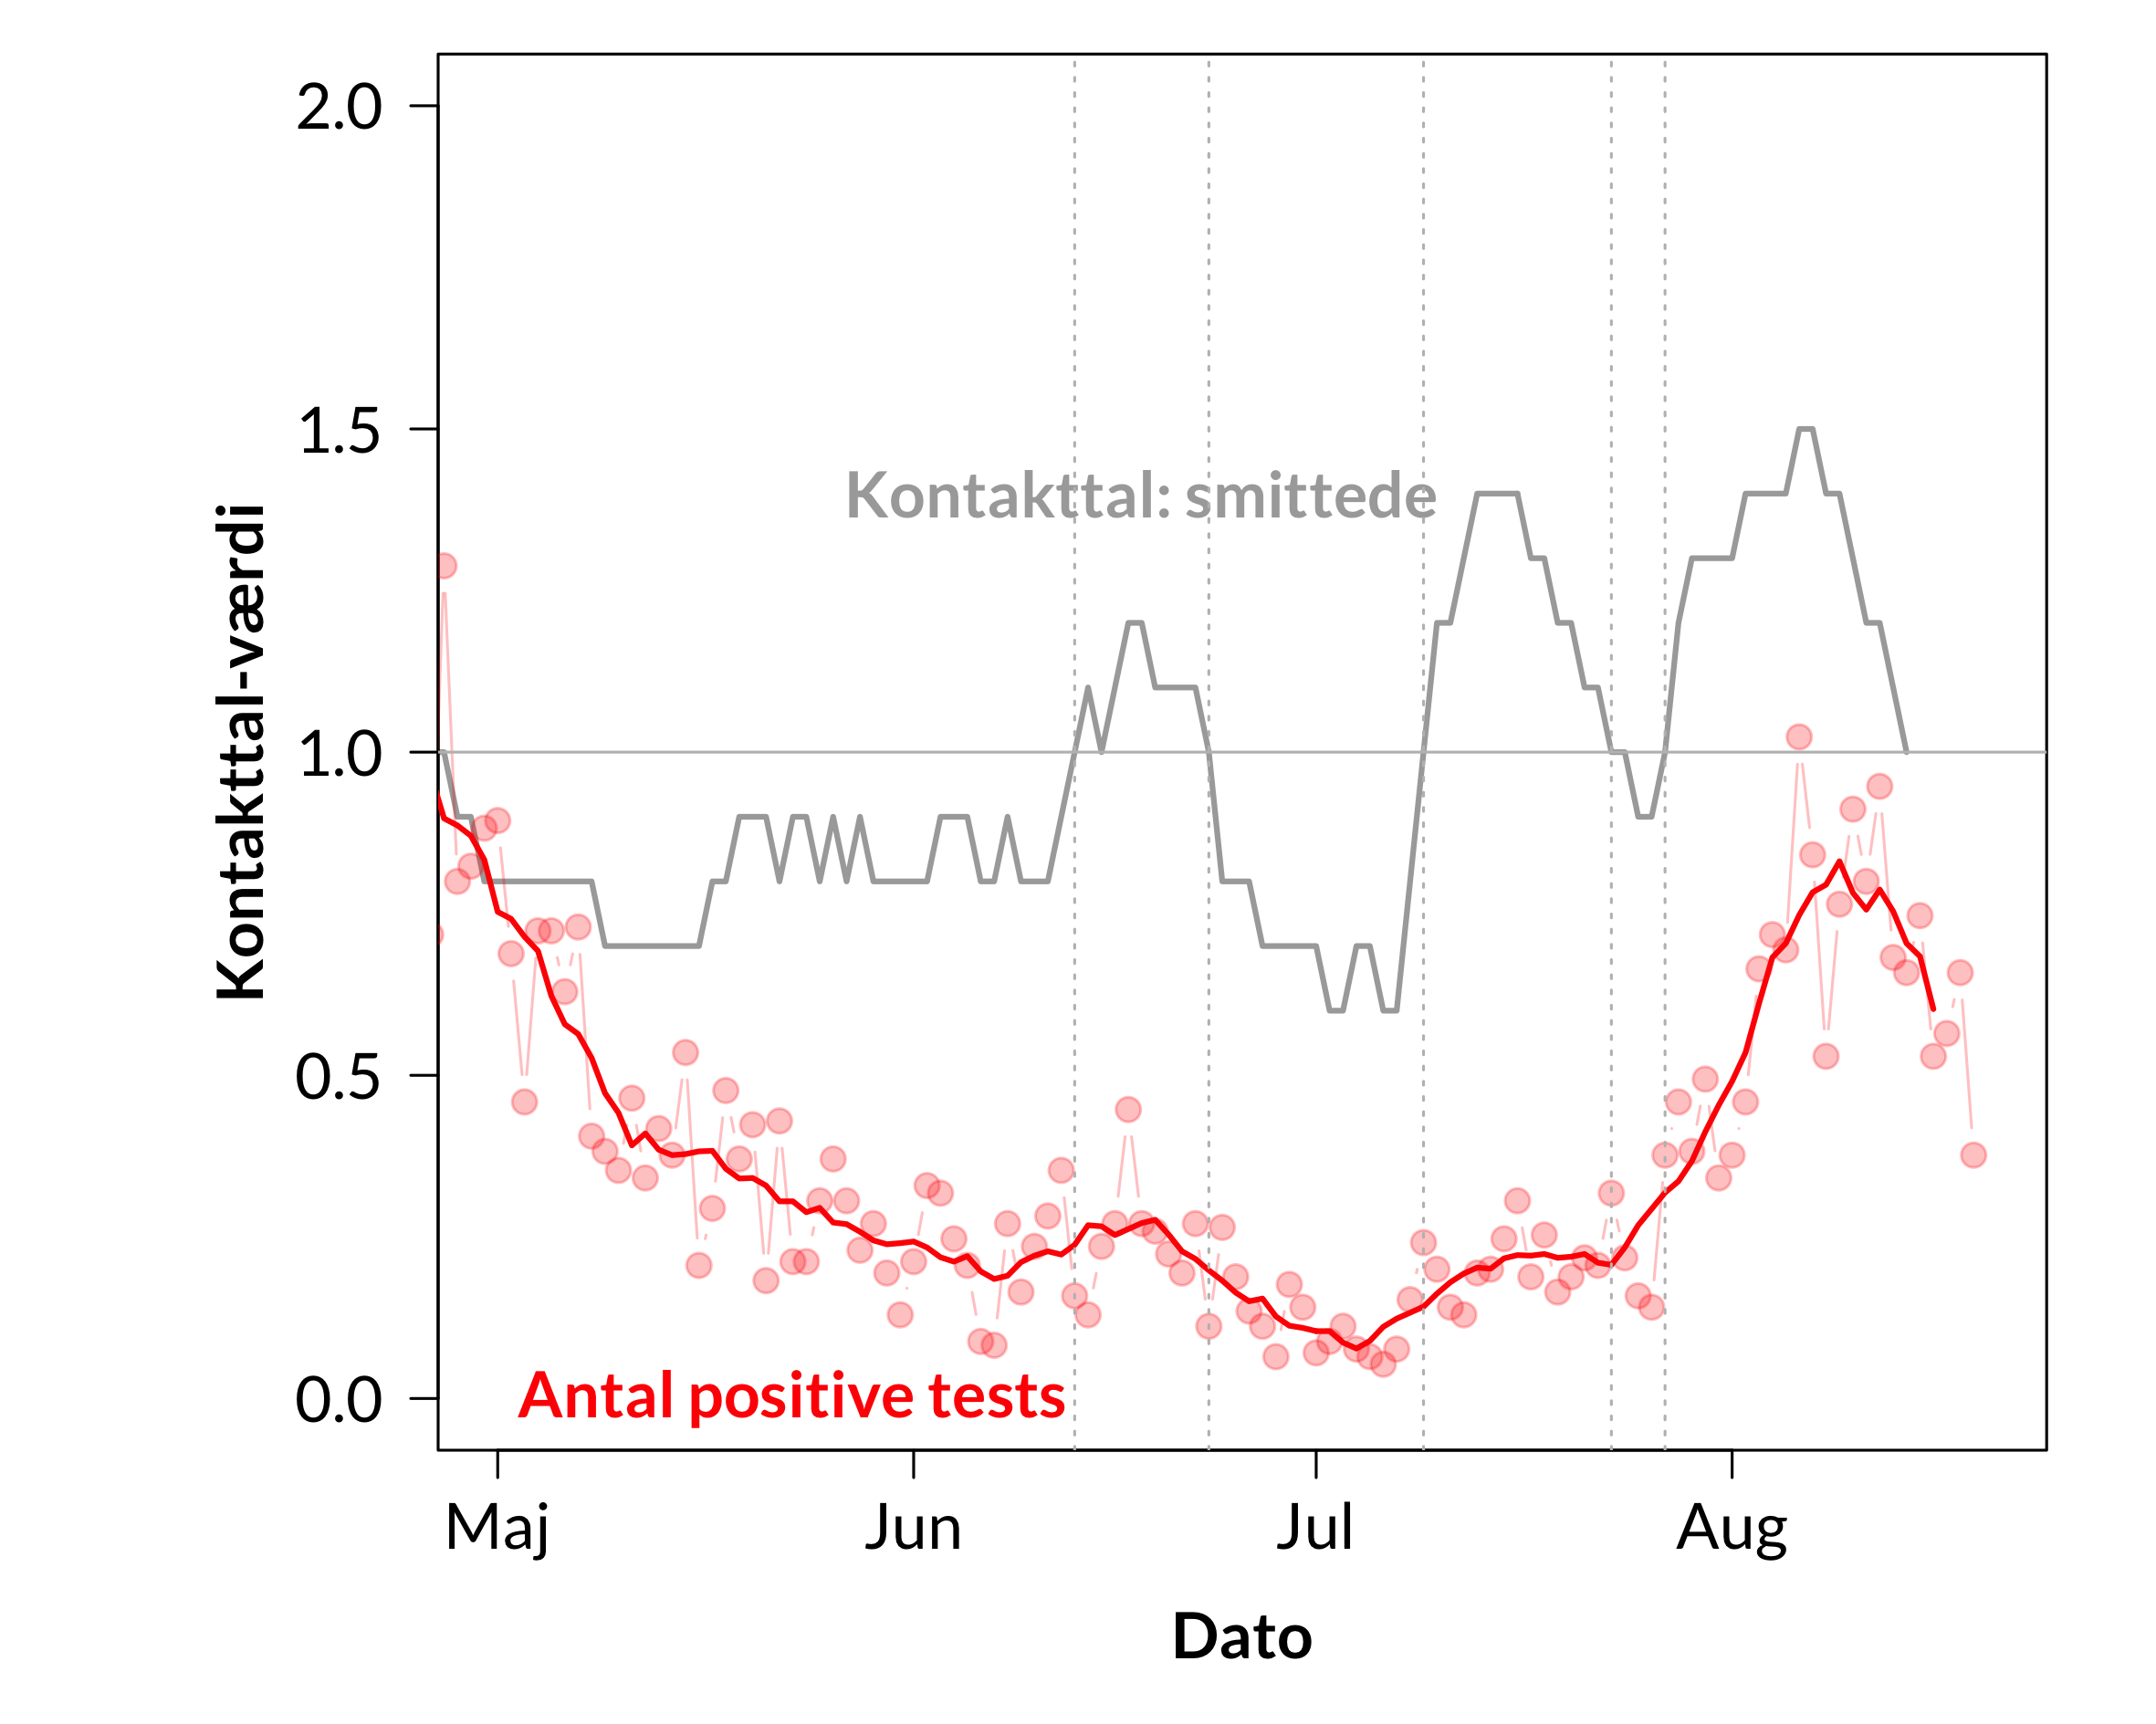 2.0
1.5
1.0
0.5
0.0
Kontakttal-værdi
Kontakttal: smittede
Antal positive tests
Maj
Jun
Jul
Aug
Dato